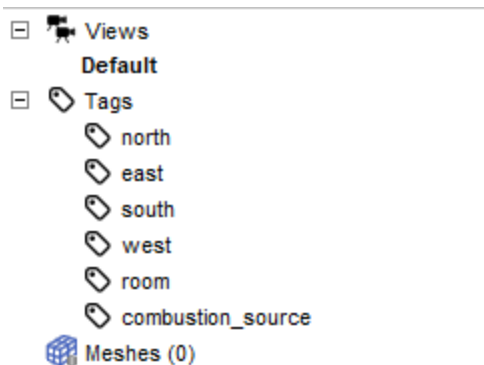 Views
Default
Tags
north
east
south
west
room
combustion_source
Meshes (0)